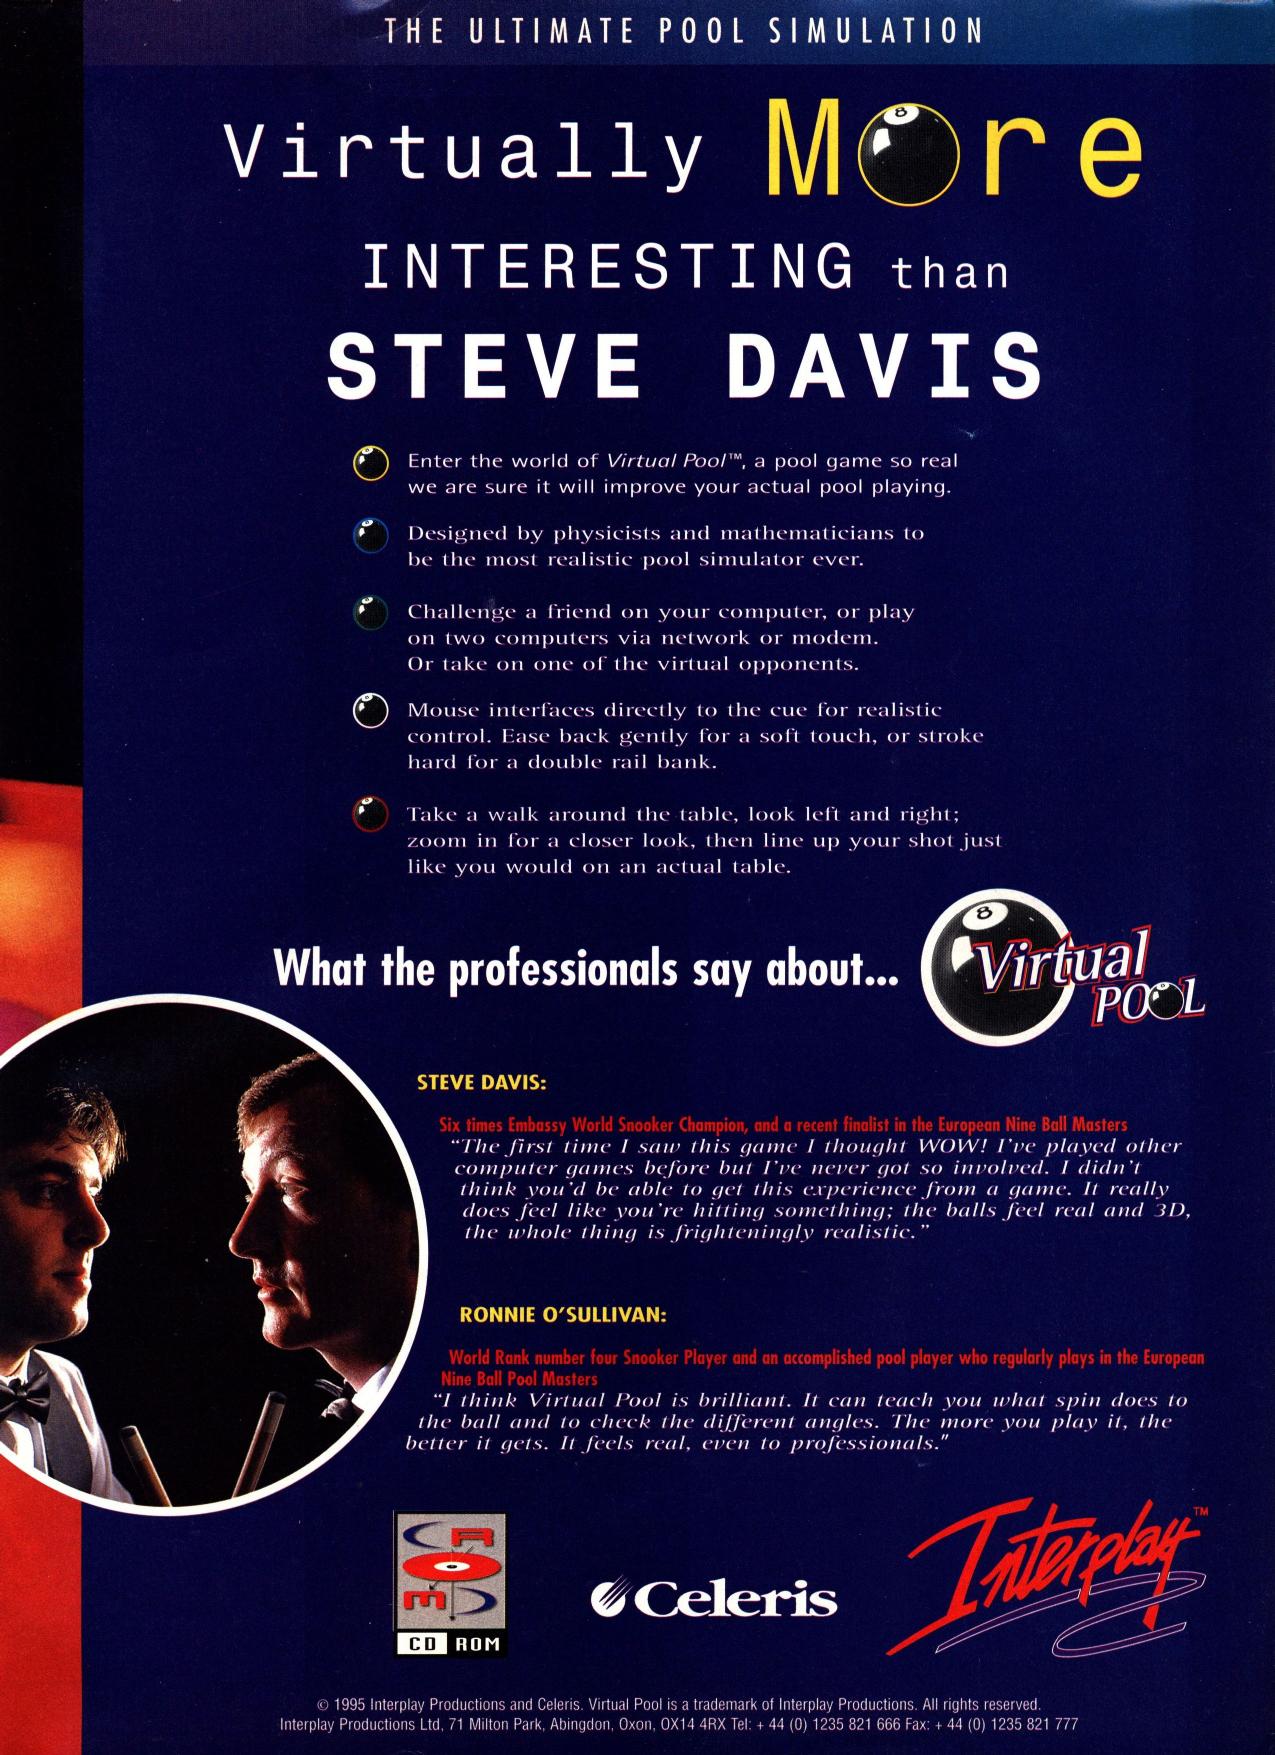 THE ULTIMATE POOL SIMULATION
Virtually More
INTERESTING than
STEVE DAVIS
Enter the world of Virtual Pool™, a pool game so real
we are sure it will improve your actual pool playing.
Designed by physicists and mathematicians to
be the most realistic pool simulator ever.
Challenge a friend on your computer, or play
on two computers via network or modem.
Or take on one of the virtual opponents.
Mouse interfaces directly to the cue for realistic
control. Ease back gently for a soft touch, or stroke
hard for a double rail bank.
Take a walk around the table, look left and right;
zoom in for a closer look, then line up your shot just
like you would on an actual table.
What the professionals say about...
8
Virtual
POOL
STEVE DAVIS:
Six times Embassy World Snooker Champion, and a recent finalist in the European Nine Ball Masters
“The first time I saw this game I thought WOW! I’ve played other
computer games before but I’ve never got so involved. I didn’t
think you’d be able to get this experience from a game. It really
does feel like you’re hitting something; the balls feel real and 3D,
the whole thing is frighteningly realistic.”
RONNIE O’SULLIVAN:
World Rank number four Snooker Player and an accomplished pool player who regularly plays in the European
Nine Ball Pool Masters
“I think Virtual Pool is brilliant. It can teach you what spin does to
the ball and to check the different angles. The more you play it, the
better it gets. It feels real, even to professionals."
CD ROM
CD ROM
Celeris
Interplay™
© 1995 Interplay Productions and Celeris. Virtual Pool is a trademark of Interplay Productions. All rights reserved.
Interplay Productions Ltd, 71 Milton Park, Abingdon, Oxon, OX14 4RX Tel: + 44 (0) 1235 821 666 Fax: + 44 (0) 1235 821 777